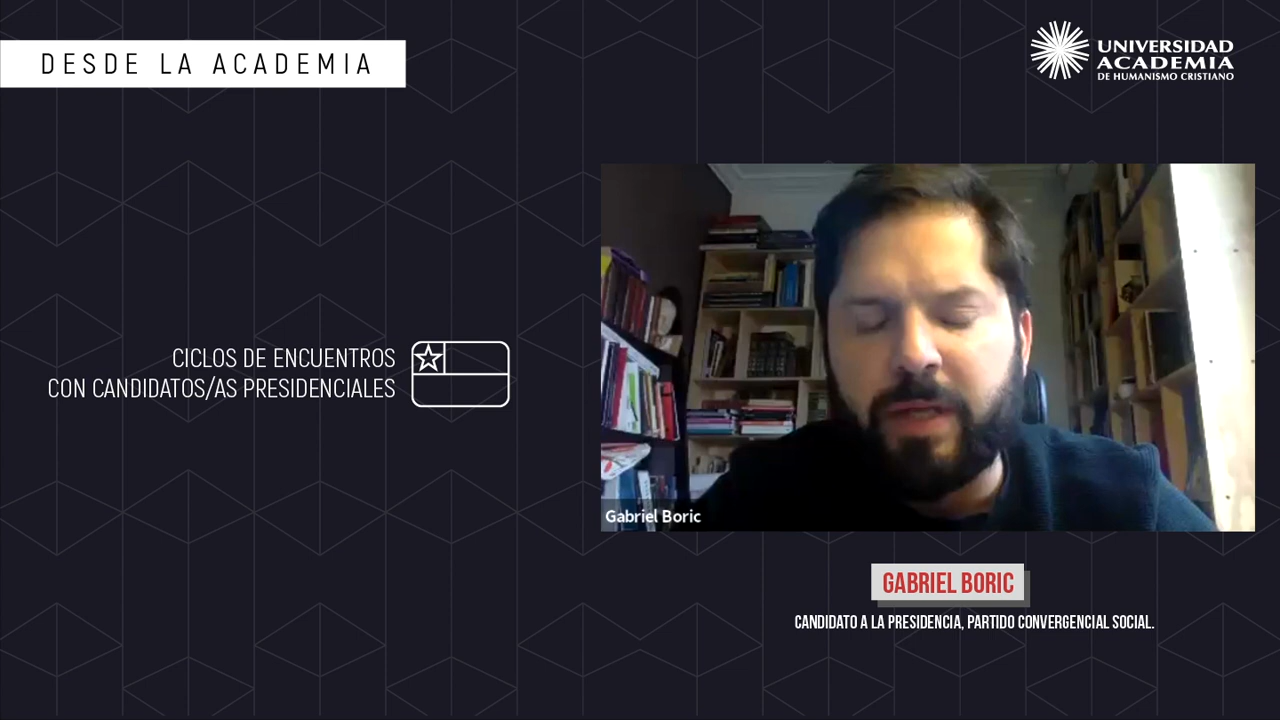 DESDE LA ACADEMIA
UNIVERSIDAD
ACADEMIA
DE HUMANISMO CRISTIANO
CICLOS DE ENCUENTROS
CON CANDIDATOS/AS PRESIDENCIALES
Gabriel Boric
GABRIEL BORIC
CANDIDATO A LA PRESIDENCIA, PARTIDO CONVERGENCIAL SOCIAL.